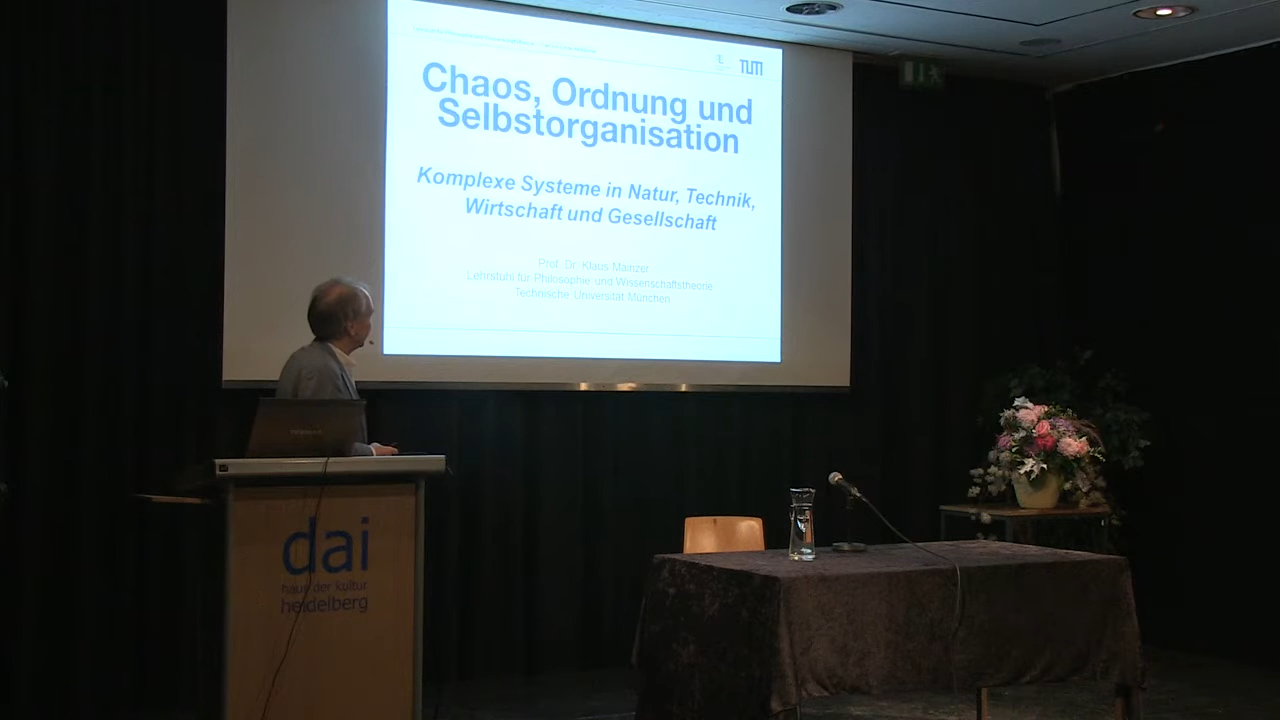 TUM
Chaos, Ordnung und
Selbstorganisation
Komplexe Systeme in Natur, Technik,
Wirtschaft und Gesellschaft
Prof. Dr. Klaus Mainzer
Lehrstuhl für Philosophie und Wissenschaftstheorie
Technische Universität München
dai
haus der kultur
heidelberg